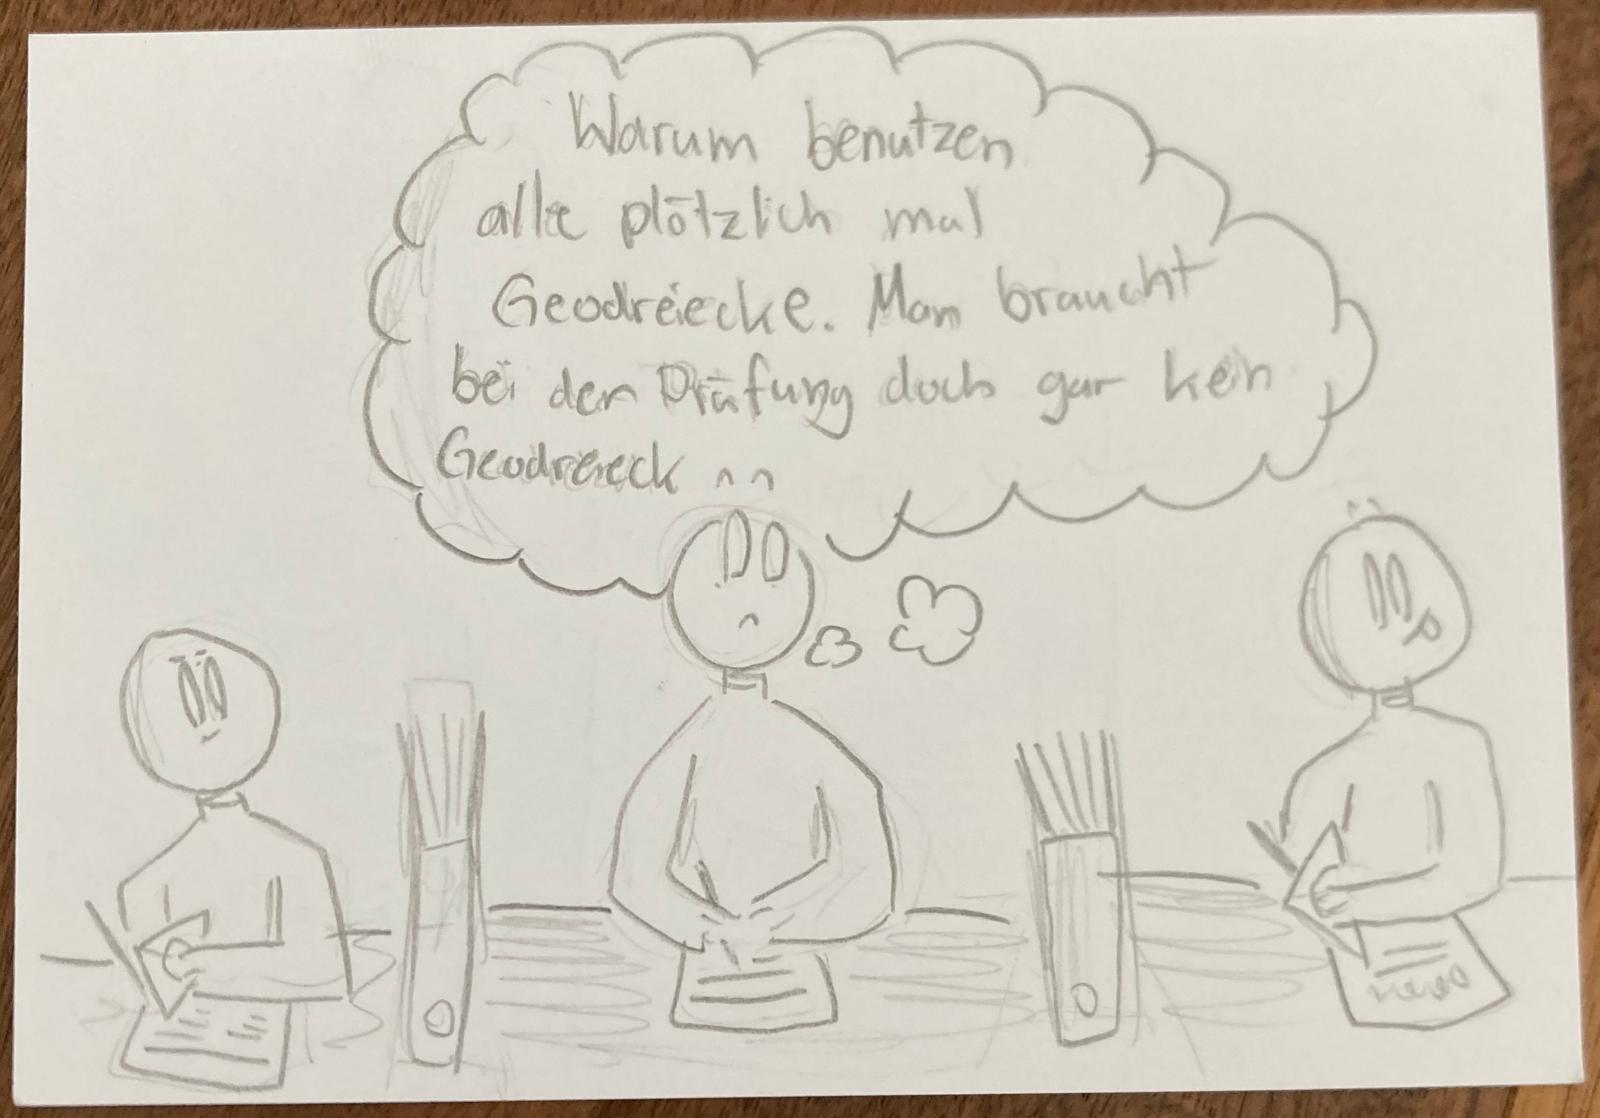 Warum benutzen
alle plötzlich mal
Geodreiecke. Man braucht
bei der Prüfung doch gar kein
Geodreieck ^^